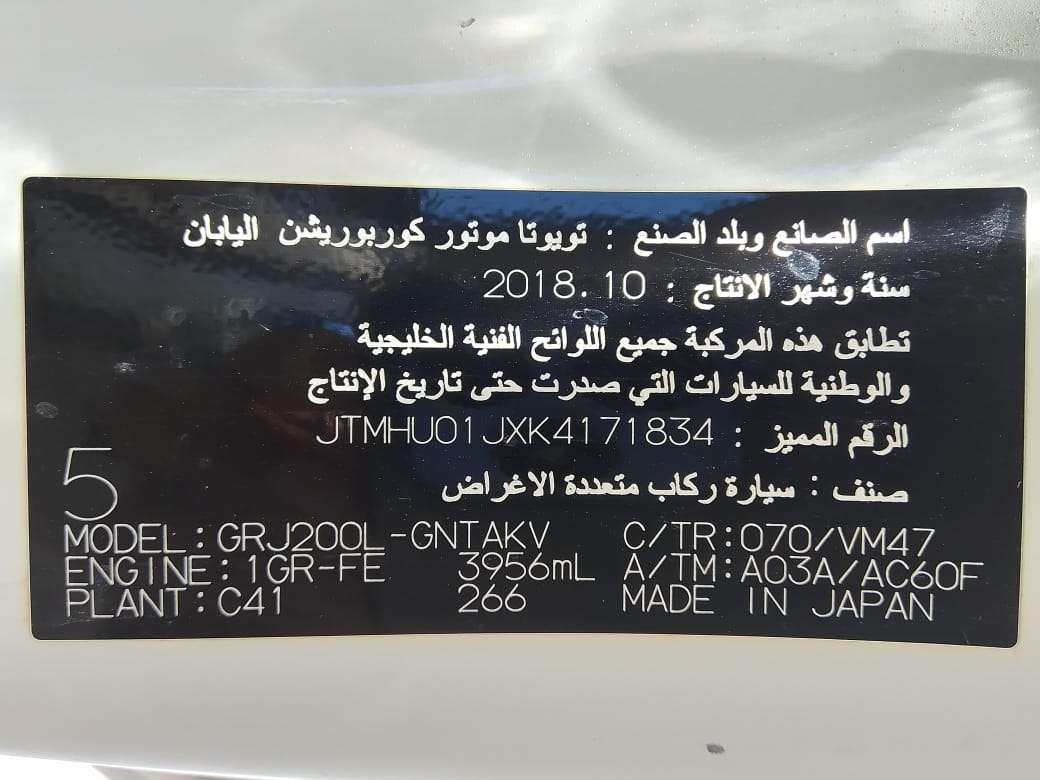 اسم الصانع وبلد الصنع : تويوتا موتور كوربوريشن اليابان
سنة وشهر الانتاج : 2018.10
تطابق هذه المركبة جميع اللوائح الفنية الخليجية
والوطنية للسيارات التي صدرت حتى تاريخ الإنتاج
الرقم المميز : JTMHU01JXK4171834
صنف : سيارة ركاب متعددة الاغراض
5
MODEL:GRJ200L-GNTAKV C/TR:070/VM47
ENGINE:1GR-FE 3956mL A/TM:A03A/AC60F
PLANT:C41 266 MADE IN JAPAN